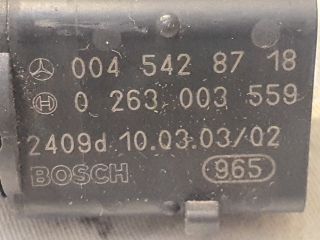 004 542 87 18
0 263 003 559
2409d 10.03.03/02
BOSCH 965